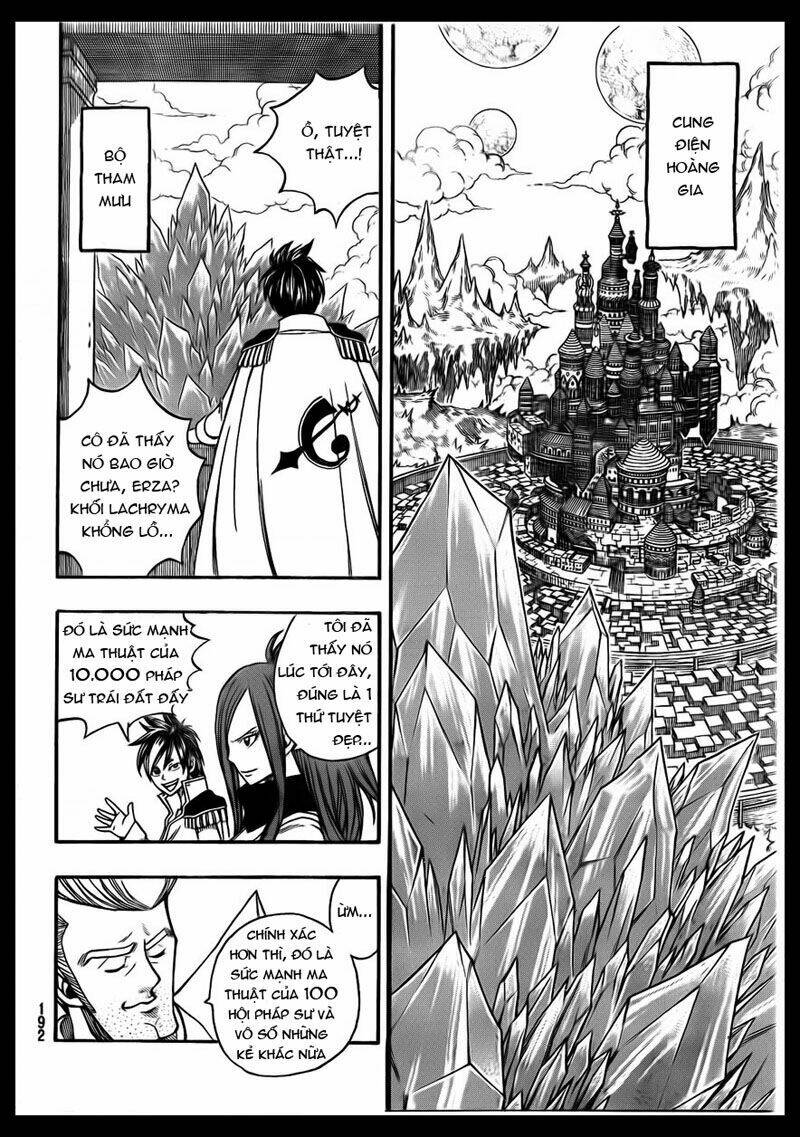 CUNG
ĐIỆN
HOÀNG
GIA
Ồ, TUYỆT
THẬT...!
BỘ
THAM
MƯU
CÔ ĐÃ THẤY
NÓ BAO GIỜ
CHƯA, ERZA?
KHỐI LACHRYMA
KHỔNG LỒ...
TÔI ĐÃ
THẤY NÓ
LÚC TỚI ĐÂY,
ĐÚNG LÀ 1
THỨ TUYỆT
ĐẸP...
ĐÓ LÀ SỨC MẠNH
MA THUẬT CỦA
10.000 PHÁP
SƯ TRÁI ĐẤT ĐẤY
ỪM...
CHÍNH XÁC
HƠN THÌ, ĐÓ LÀ
SỨC MẠNH MA
THUẬT CỦA 100
HỘI PHÁP SƯ VÀ
VÔ SỐ NHỮNG
KẺ KHÁC NỮA
192